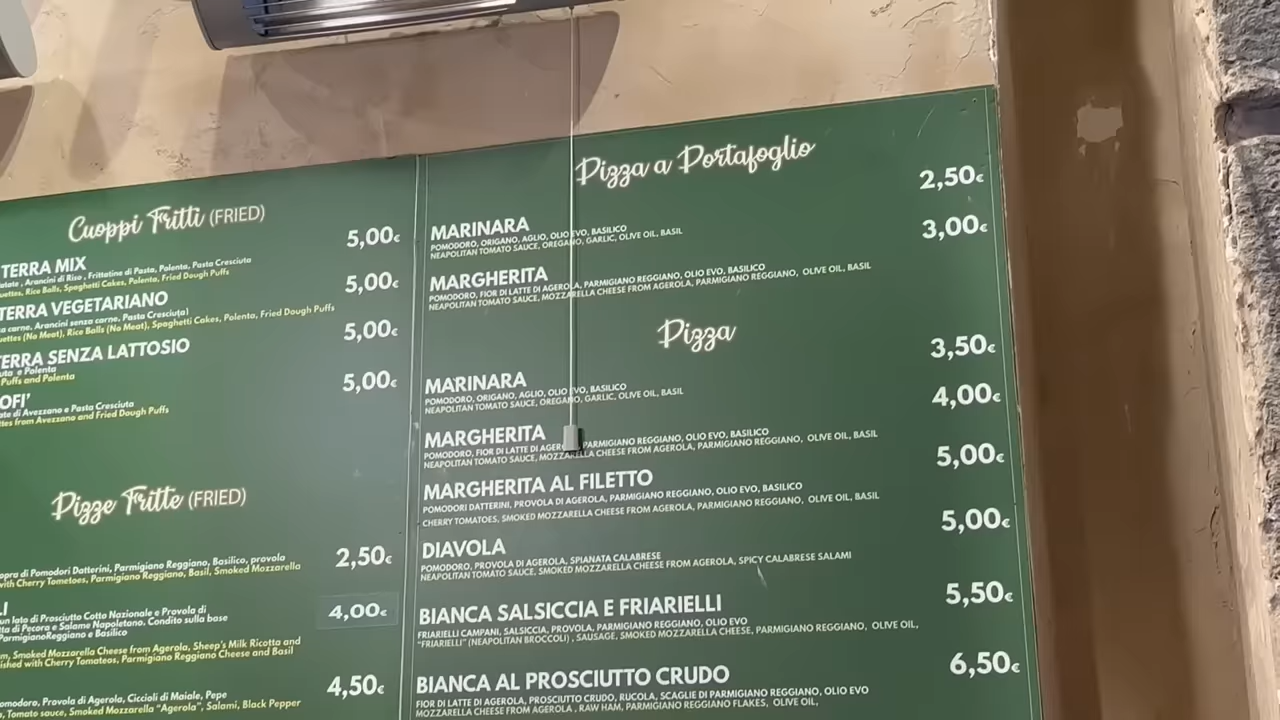 Cuoppi Fritti (FRIED)
TERRA MIX 5,00€
, Arancini di Riso , Frittatine di Pasta, Polenta, Pasta Cresciuta
Rice Balls, Spaghetti Cakes, Polenta, Fried Dough Puffs
TERRA VEGETARIANO 5,00€
carne, Arancini senza carne, Pasta Cresciuta)
(No Meat), Rice Balls (No Meat), Spaghetti Cakes, Polenta, Fried Dough Puffs
TERRA SENZA LATTOSIO 5,00€
e Polenta
Puffs and Polenta
5,00€
di Avezzano e Pasta Cresciuta
from Avezzano and Fried Dough Puffs
Pizze Fritte (FRIED)
di Pomodori Datterini, Parmigiano Reggiano, Basilico, provola 2,50€
with Cherry Tometoes, Parmigiano Reggiano, Basil, Smoked Mozzarella
un lato di Prosciutto Cotto Nazionale e Provola di 4,00€
di Pecora e Salame Napoletano, Condito sulla base
ParmigianoReggiano e Basilico
Smoked Mozzarella Cheese from Agerola, Sheep's Milk Ricotta and
with Cherry Tomateos, Parmigiano Reggiano Cheese and Basil
Provola di Agerola, Ciccioli di Maiale, Pepe 4,50€
Tomato sauce, Smoked Mozzarella "Agerola", Salami, Black Pepper
Pizza a Portafoglio
MARINARA 2,50€
POMODORO, ORIGANO, AGLIO, OLIO EVO, BASILICO
NEAPOLITAN TOMATO SAUCE, OREGANO, GARLIC, OLIVE OIL, BASIL
MARGHERITA 3,00€
POMODORO, FIOR DI LATTE DI AGEROLA, PARMIGIANO REGGIANO, OLIO EVO, BASILICO
NEAPOLITAN TOMATO SAUCE, MOZZARELLA CHEESE FROM AGEROLA, PARMIGIANO REGGIANO, OLIVE OIL, BASIL
Pizza
MARINARA 3,50€
POMODORO, ORIGANO, AGLIO, OLIO EVO, BASILICO
NEAPOLITAN TOMATO SAUCE, OREGANO, GARLIC, OLIVE OIL, BASIL
MARGHERITA 4,00€
POMODORO, FIOR DI LATTE DI PARMIGIANO REGGIANO, OLIO EVO, BASILICO
NEAPOLITAN TOMATO SAUCE, MOZZARELLA CHEESE FROM AGEROLA, PARMIGIANO REGGIANO, OLIVE OIL, BASIL
MARGHERITA AL FILETTO 5,00€
POMODORI DATTERINI, PROVOLA DI AGEROLA, PARMIGIANO REGGIANO, OLIO EVO, BASILICO
CHERRY TOMATOES, SMOKED MOZZARELLA CHEESE FROM AGEROLA, PARMIGIANO REGGIANO, OLIVE OIL, BASIL
DIAVOLA 5,00€
POMODORO, PROVOLA DI AGEROLA, SPIANATA CALABRESE
NEAPOLITAN TOMATO SAUCE, SMOKED MOZZARELLA CHEESE FROM AGEROLA, SPICY CALABRESE SALAMI
BIANCA SALSICCIA E FRIARIELLI 5,50€
FRIARIELLI CAMPANI, SALSICCIA, PROVOLA, PARMIGIANO REGGIANO, OLIO EVO
"FRIARIELLI" (NEAPOLITAN BROCCOLI) , SAUSAGE, SMOKED MOZZARELLA CHEESE, PARMIGIANO REGGIANO, OLIVE OIL,
BIANCA AL PROSCIUTTO CRUDO 6,50€
FIOR DI LATTE DI AGEROLA, PROSCIUTTO CRUDO, RUCOLA, SCAGLIE DI PARMIGIANO REGGIANO, OLIO EVO
MOZZARELLA CHEESE FROM AGEROLA , RAW HAM, PARMIGIANO REGGIANO FLAKES, OLIVE OIL,